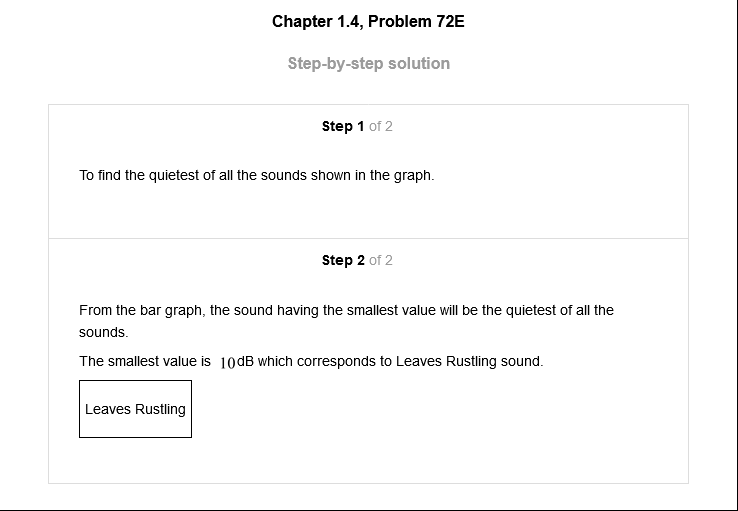 Chapter 1.4, Problem 72E
Step-by-step solution
Step 1 of 2
To find the quietest of all the sounds shown in the graph.
Step 2 of 2
From the bar graph, the sound having the smallest value will be the quietest of all the
sounds.
The smallest value is 10dB which corresponds to Leaves Rustling sound.
Leaves Rustling